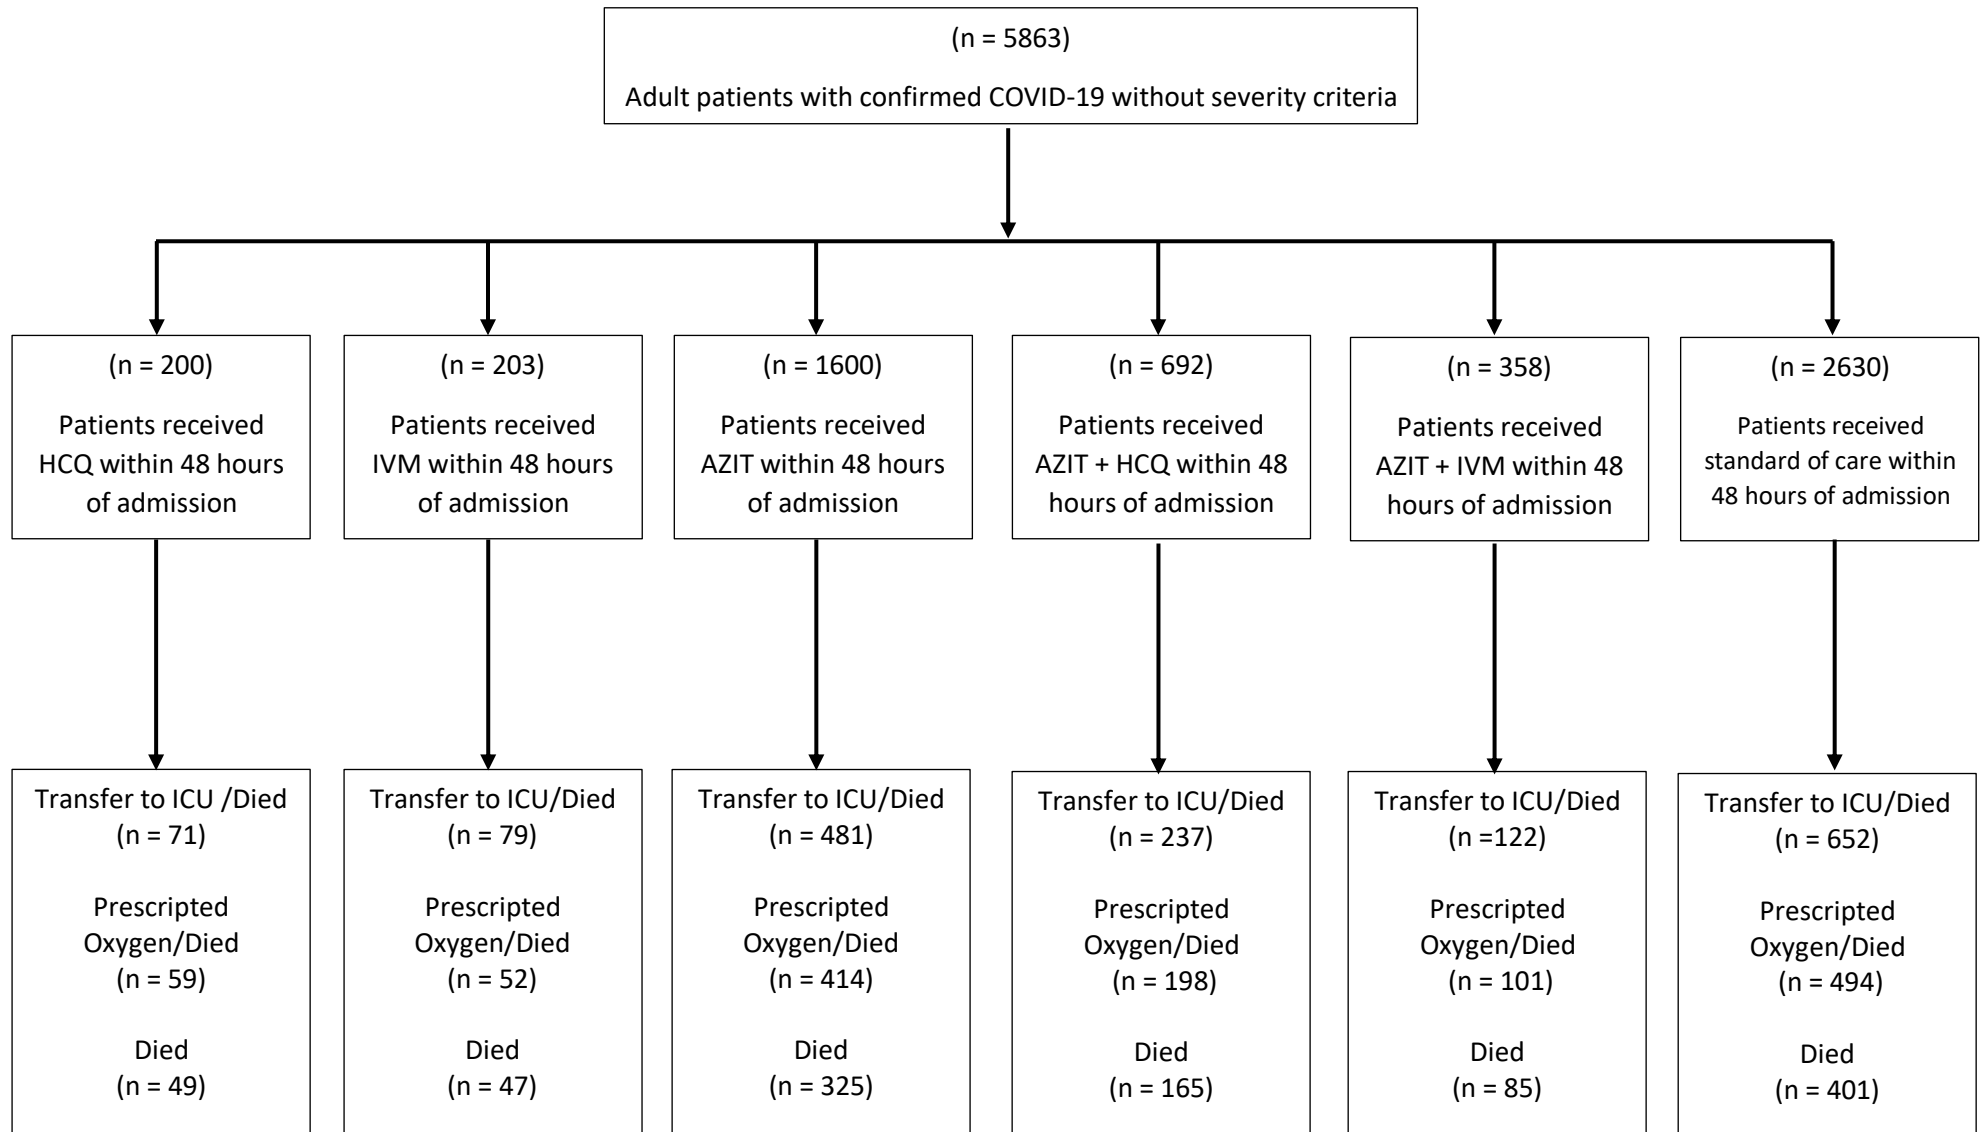 (n = 5863)
Adult patients with confirmed COVID-19 without severity criteria
(n = 200)
Patients received
HCQ within 48 hours
of admission
(n = 203)
Patients received
IVM within 48 hours
of admission
(n = 1600)
Patients received
AZIT within 48 hours
of admission
(n = 692)
Patients received
AZIT + HCQ within 48
hours of admission
(n = 358)
Patients received
AZIT + IVM within 48
hours of admission
(n = 2630)
Patients received
standard of care within
48 hours of admission
Transfer to ICU /Died
(n = 71)
Prescripted
Oxygen/Died
(n = 59)
Died
(n = 49)
Transfer to ICU/Died
(n = 79)
Prescripted
Oxygen/Died
(n = 52)
Died
(n = 47)
Transfer to ICU/Died
(n = 481)
Prescripted
Oxygen/Died
(n = 414)
Died
(n = 325)
Transfer to ICU/Died
(n = 237)
Prescripted
Oxygen/Died
(n = 198)
Died
(n = 165)
Transfer to ICU/Died
(n =122)
Prescripted
Oxygen/Died
(n = 101)
Died
(n = 85)
Transfer to ICU/Died
(n = 652)
Prescripted
Oxygen/Died
(n = 494)
Died
(n = 401)